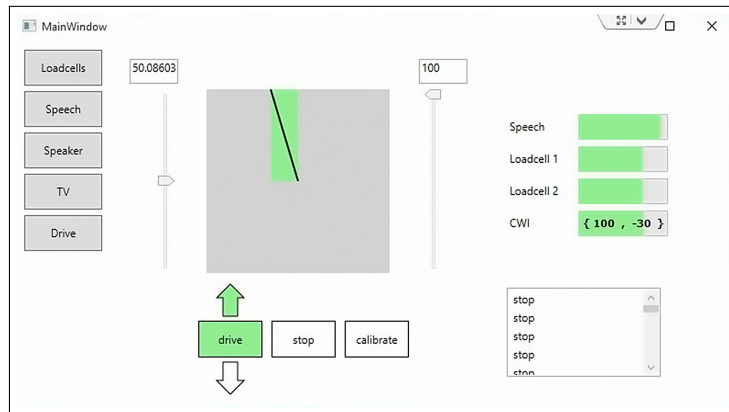 MainWindow
Loadcells
50.08603
100
Speech
Speaker
TV
Drive
Speech
Loadcell 1
Loadcell 2
CWI
{ 100 , -30 }
drive
stop
calibrate
stop
stop
stop
stop
stop